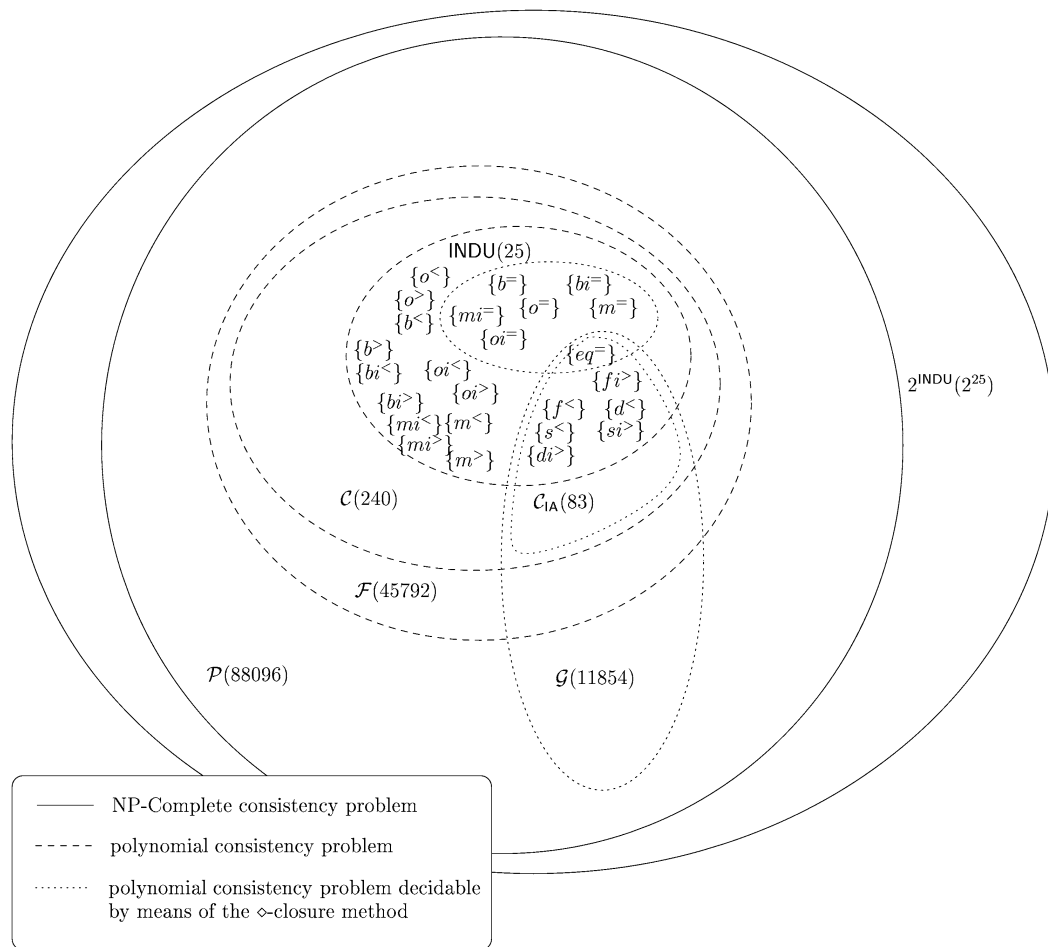 INDU(25)
{o^<} {b^=} {bi^=}
{o^>} {mi^=} {o^=} {m^=}
{b^<} {oi^=}
{b^>} {eq^=}
{bi^<} {oi^<} {fi^>}
{bi^>} {oi^>} {f^<} {d^<}
{mi^<} {m^<} {s^<} {si^>}
{mi^>} {m^>} {di^>}
2^INDU(2^25)
𝒞(240) 𝒞_IA(83)
ℱ(45792)
𝒫(88096) 𝒢(11854)
NP-Complete consistency problem
polynomial consistency problem
polynomial consistency problem decidable
by means of the ⋄-closure method